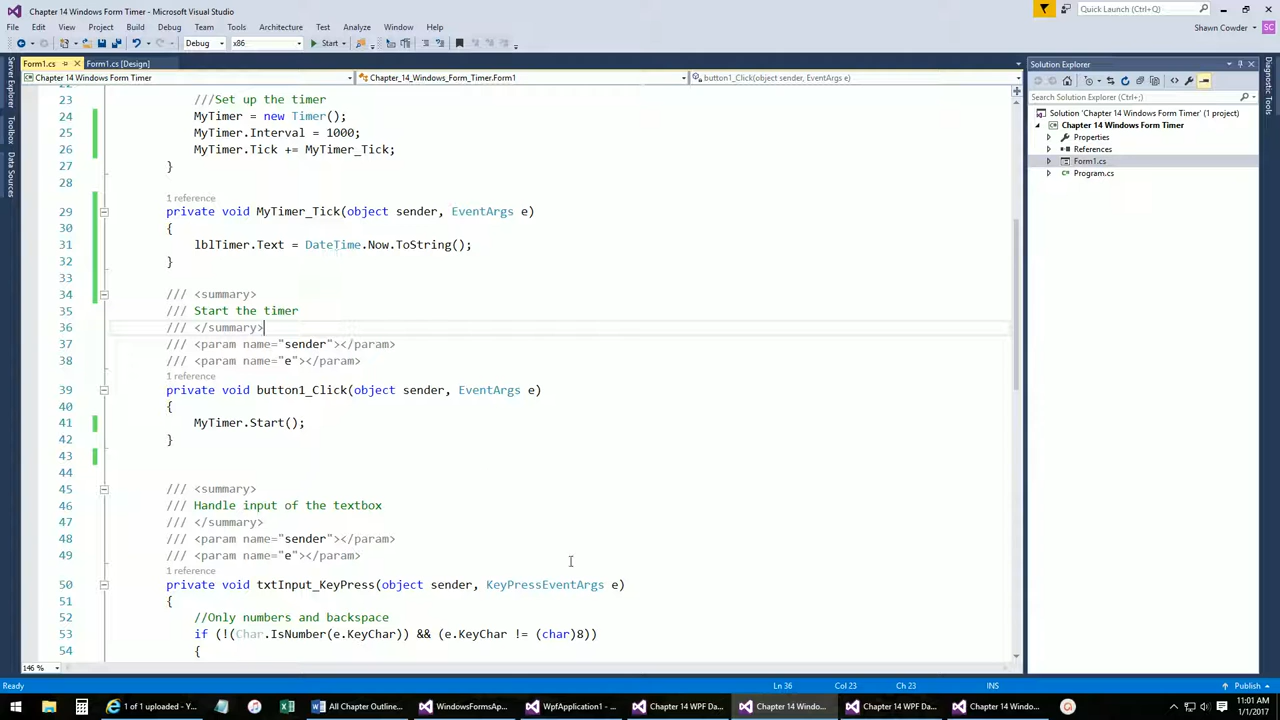 Chapter 14 Windows Form Timer - Microsoft Visual Studio
Quick Launch (Ctrl+Q)
File Edit View Project Build Debug Team Tools Architecture Test Analyze Window Help
Shawn Cowder SC
Debug x86 Start
Form1.cs Form1.cs [Design]
Solution Explorer
Chapter 14 Windows Form Timer Chapter_14_Windows_Form_Timer.Form1 button1_Click(object sender, EventArgs e)
Search Solution Explorer (Ctrl+;)
Solution 'Chapter 14 Windows Form Timer' (1 project)
Chapter 14 Windows Form Timer
Properties
References
Form1.cs
Program.cs
Server Explorer
Toolbox
Data Sources
Diagnostic Tools
23 ///Set up the timer
24 MyTimer = new Timer();
25 MyTimer.Interval = 1000;
26 MyTimer.Tick += MyTimer_Tick;
27 }
28
1 reference
29 private void MyTimer_Tick(object sender, EventArgs e)
30 {
31 lblTimer.Text = DateTime.Now.ToString();
32 }
33
34 /// <summary>
35 /// Start the timer
36 /// </summary>
37 /// <param name="sender"></param>
38 /// <param name="e"></param>
1 reference
39 private void button1_Click(object sender, EventArgs e)
40 {
41 MyTimer.Start();
42 }
43
44
45 /// <summary>
46 /// Handle input of the textbox
47 /// </summary>
48 /// <param name="sender"></param>
49 /// <param name="e"></param>
1 reference
50 private void txtInput_KeyPress(object sender, KeyPressEventArgs e)
51 {
52 //Only numbers and backspace
53 if (!(Char.IsNumber(e.KeyChar)) && (e.KeyChar != (char)8))
54 {
146 %
Ready Ln 36 Col 23 Ch 23 INS Publish
1 of 1 uploaded - Y... All Chapter Outline... WindowsFormsAp... WpfApplication1 - ... Chapter 14 WPF Da... Chapter 14 Windo... Chapter 14 WPF Da... Chapter 14 Windo...
11:01 AM
1/1/2017